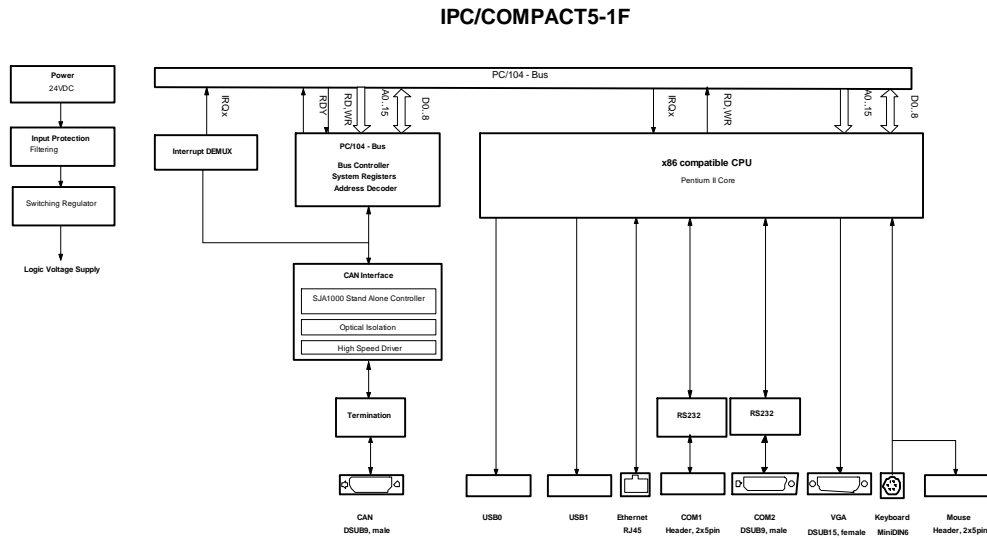 IPC/COMPACT5-1F
PC/104 - Bus
Power
24VDC
Input Protection
Filtering
Switching Regulator
Logic Voltage Supply
IRQx
RDY
RD,WR
A0..15
D0..8
IRQx
RD,WR
A0..15
D0..8
Interrupt DEMUX
PC/104 - Bus
Bus Controller
System Registers
Address Decoder
x86 compatible CPU
Pentium II Core
CAN Interface
SJA1000 Stand Alone Controller
Optical Isolation
High Speed Driver
Termination
RS232
RS232
CAN
DSUB9, male
USB0
USB1
Ethernet
RJ45
COM1
Header, 2x5pin
COM2
DSUB9, male
VGA
DSUB15, female
Keyboard
MiniDIN6
Mouse
Header, 2x5pin